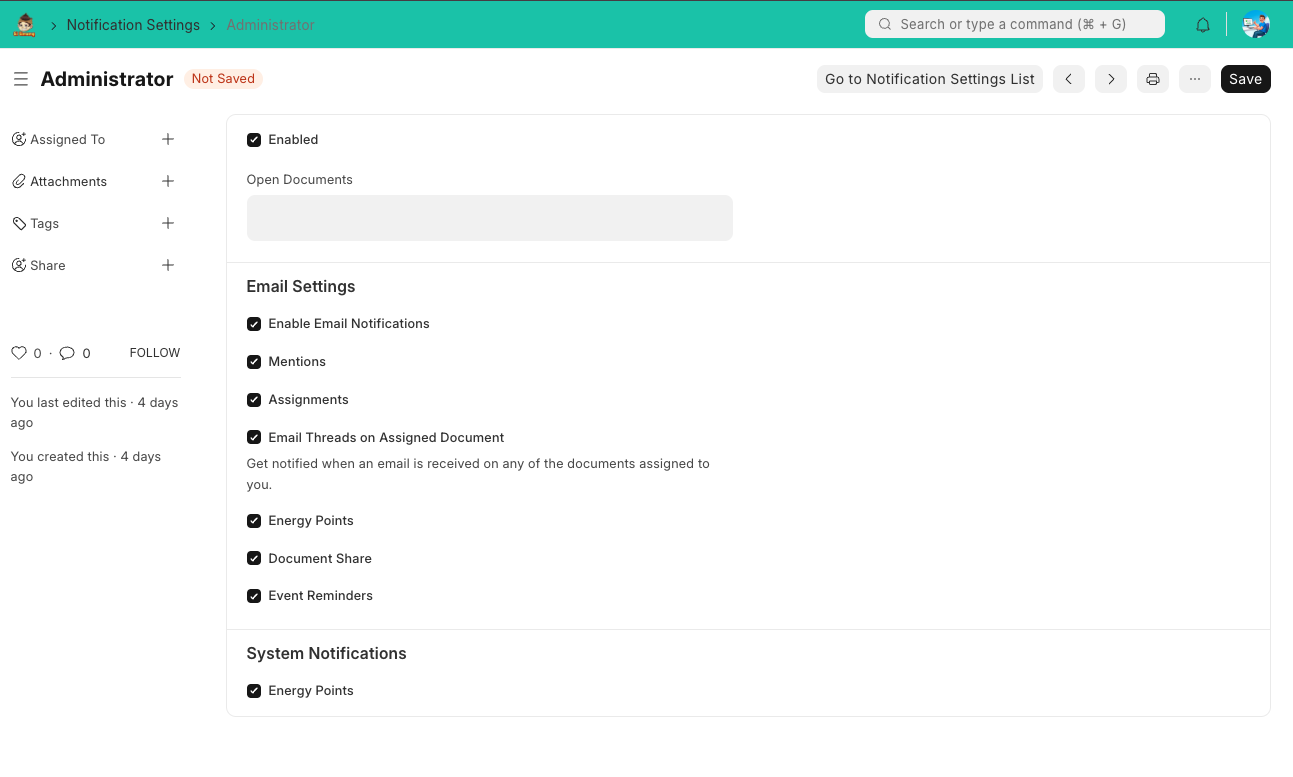 Notification Settings
Administrator
Search or type a command (⌘ + G)
Administrator
Not Saved
Go to Notification Settings List
Save
Assigned To
Attachments
Tags
Share
0 · 0
FOLLOW
You last edited this · 4 days
ago
You created this · 4 days
ago
Enabled
Open Documents
Email Settings
Enable Email Notifications
Mentions
Assignments
Email Threads on Assigned Document
Get notified when an email is received on any of the documents assigned to
you.
Energy Points
Document Share
Event Reminders
System Notifications
Energy Points